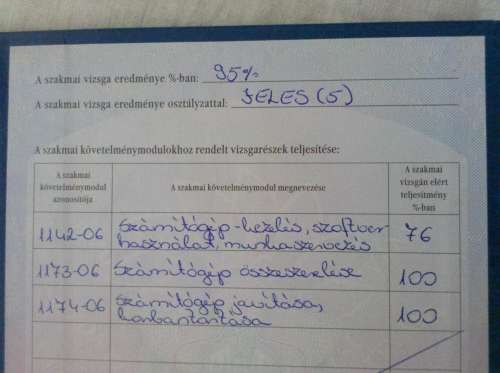 A szakmai vizsga eredménye %-ban: 95%
A szakmai vizsga eredménye osztályzattal: JELES (5)
A szakmai követelménymodulokhoz rendelt vizsgarészek teljesítése:
A szakmai
követelménymodul
azonosítója
A szakmai követelménymodul megnevezése
A szakmai
vizsgán elért
teljesítmény
%-ban
1142-06 Számítógép-kezelés, szoftver 76
használat, munkaszervezés
1173-06 Számítógép összeszerelése 100
1174-06 Számítógép javítása, 100
karbantartása